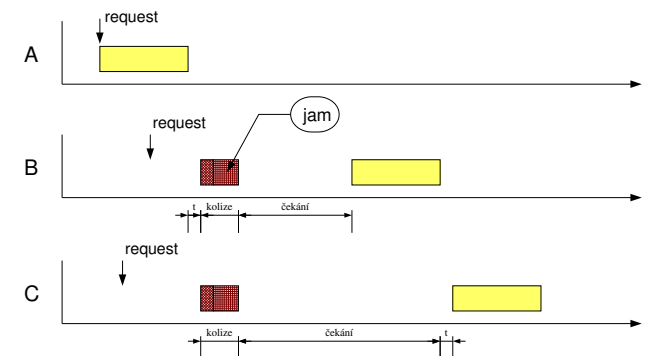 request
A
request
jam
B
t kolize čekání
request
C
kolize čekání t